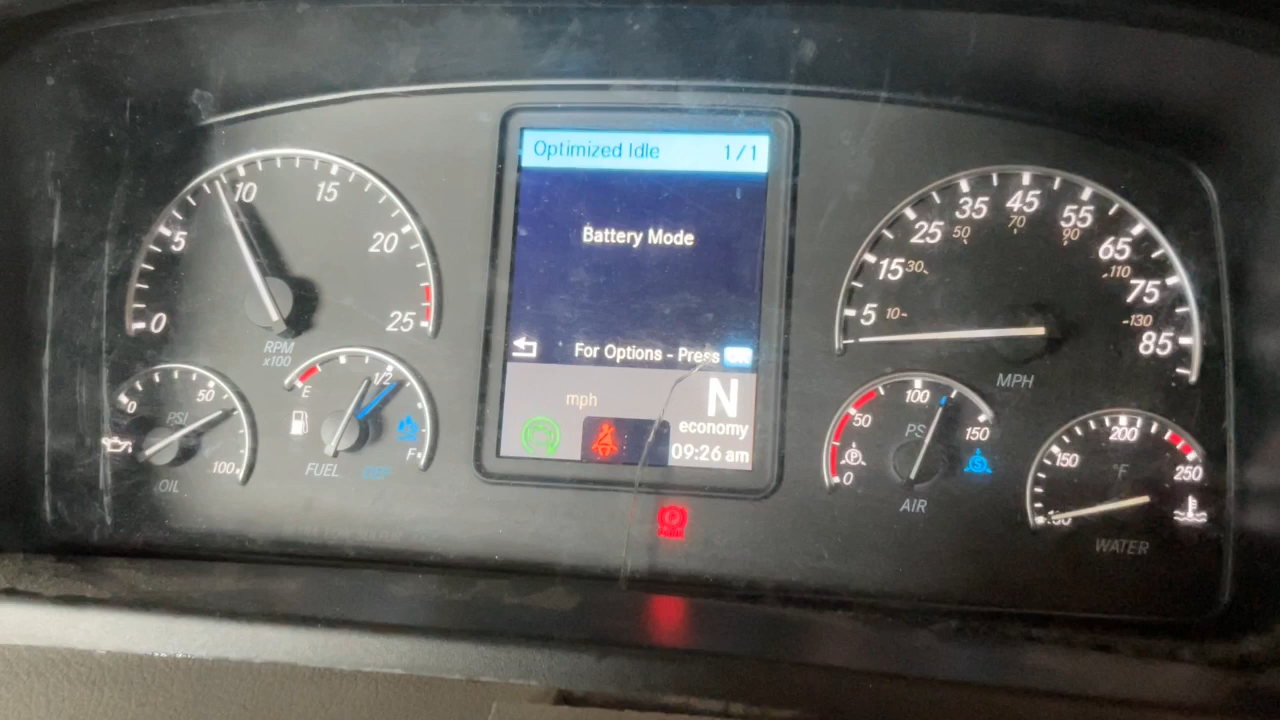 Optimized Idle 1/1
Battery Mode
For Options - Press OK
mph
N
economy
09:26 am
0
5
10
15
20
25
RPM
x100
0
50
100
PSI
OIL
E
1/2
F
FUEL
DEF
5
15
25
35
45
55
65
75
85
10
30
50
70
90
110
130
MPH
0
50
100
150
PSI
P
S
AIR
150
200
250
°F
WATER